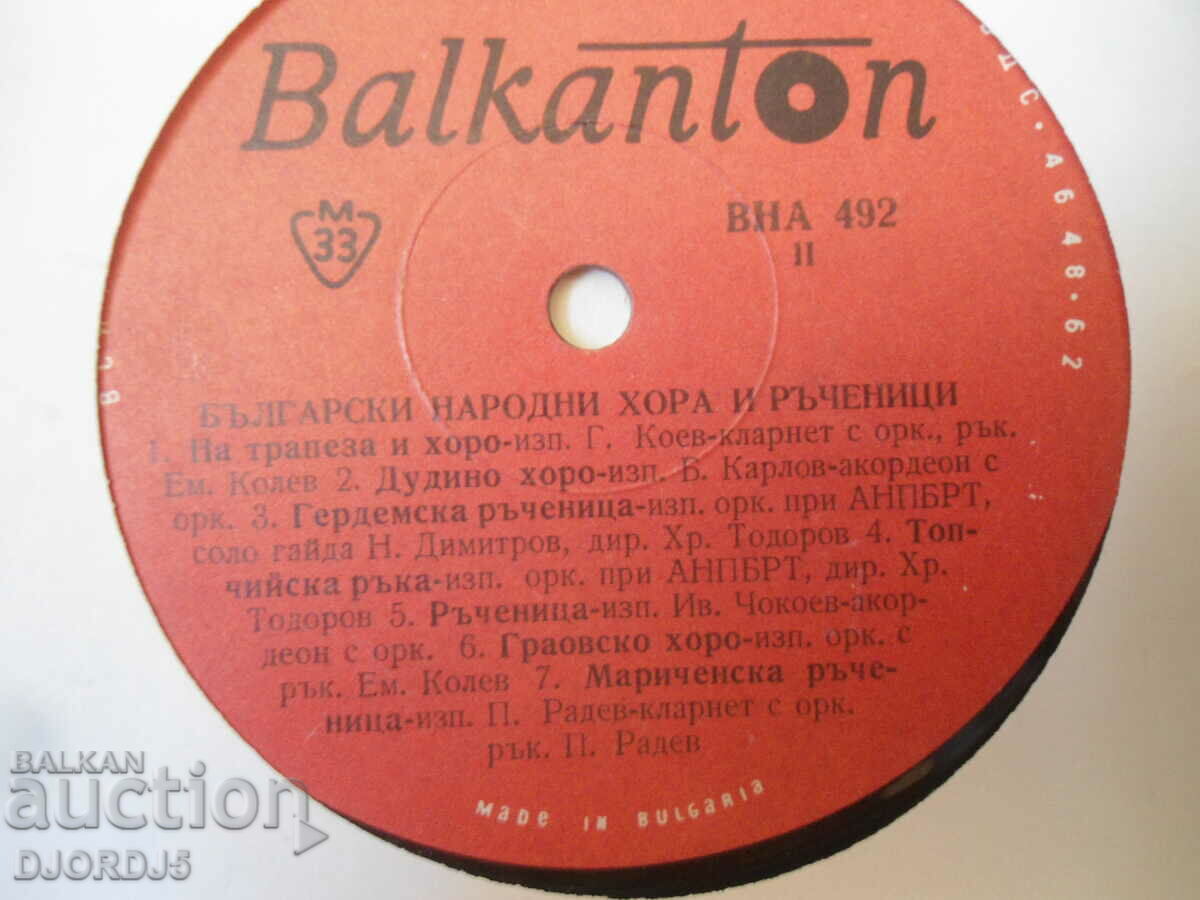 Balkanton
М
33
ВНА 492
II
БДС·А648·62
БЪЛГАРСКИ НАРОДНИ ХОРА И РЪЧЕНИЦИ
1. На трапеза и хоро-изп. Г. Коев-кларнет с орк., рък.
Ем. Колев 2. Дудино хоро-изп. Б. Карлов-акордеон с
орк. 3. Гердемска ръченица-изп. орк. при АНПБРТ,
соло гайда Н. Димитров, дир. Хр. Тодоров 4. Топ-
чийска ръка-изп. орк. при АНПБРТ, дир. Хр.
Тодоров 5. Ръченица-изп. Ив. Чокоев-акор-
деон с орк. 6. Граовско хоро-изп. орк. с
рък. Ем. Колев 7. Мариченска ръче-
ница-изп. П. Радев-кларнет с орк.
рък. П. Радев
Made in Bulgaria
BALKAN
auction
DJORDJ5